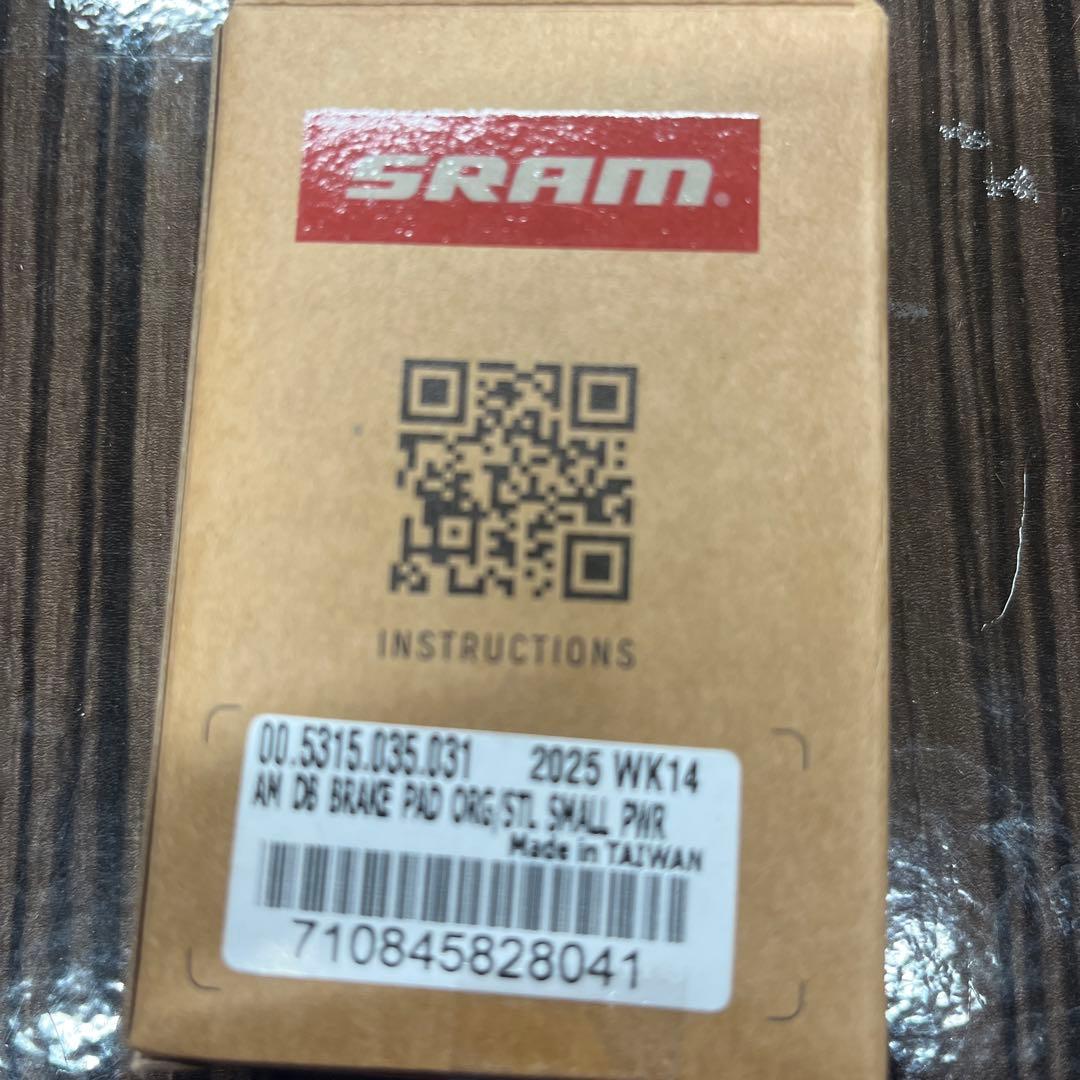 SRAM
INSTRUCTIONS
00.5315.035.031 2025 WK14
AM DB BRAKE PAD ORG/STL SMALL PWR
Made in TAIWAN
710845828041